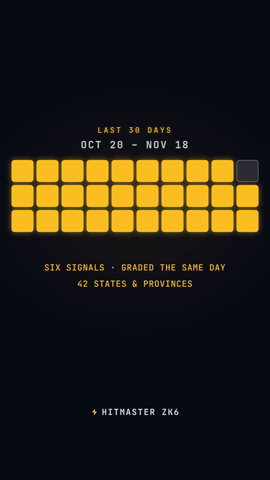 LAST 30 DAYS
OCT 20 – NOV 18
SIX SIGNALS · GRADED THE SAME DAY
42 STATES & PROVINCES
HITMASTER ZK6